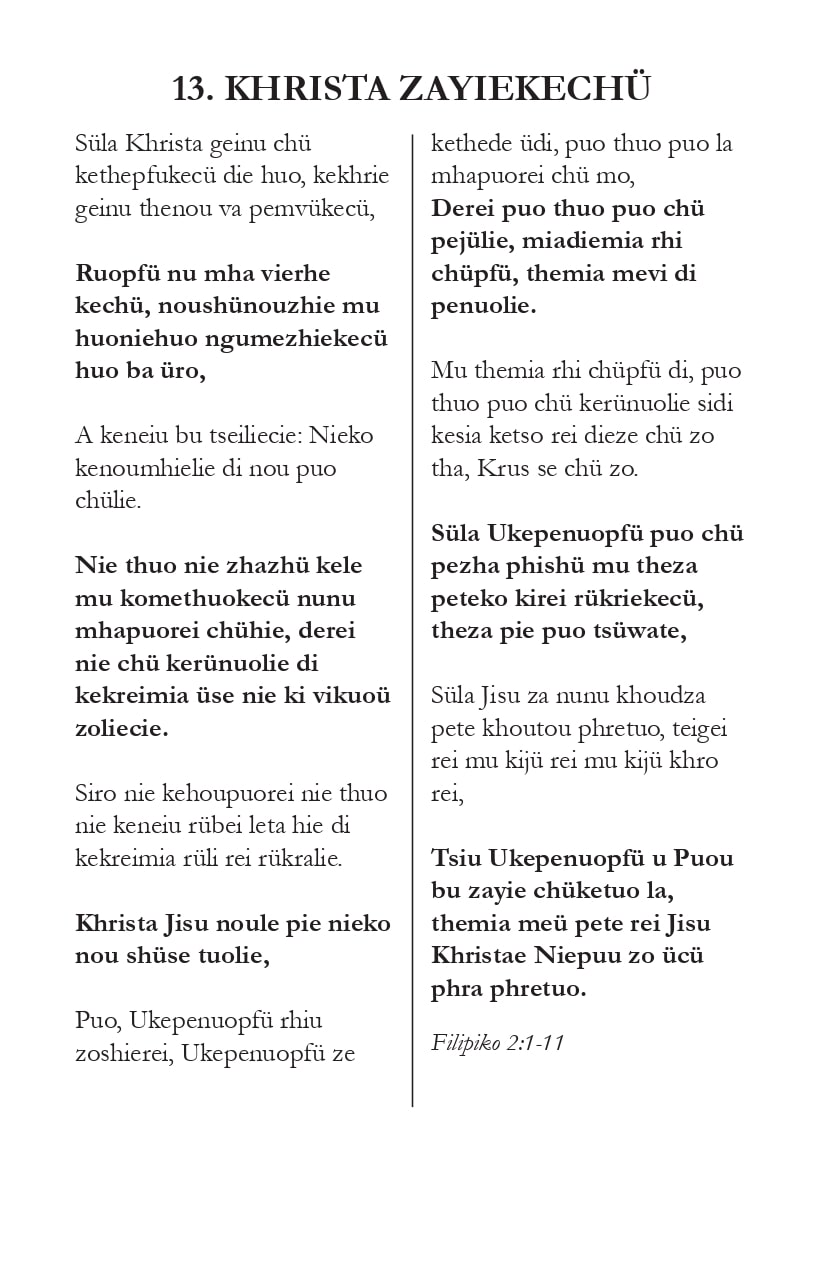 13. KHRISTA ZAYIEKECHÜ
Süla Khrista geinu chü
kethepfukecü die huo, kekhrie
geinu thenou va pemvükecü,
Ruopfü nu mha vierhe
kechü, noushünouzhie mu
huoniehuo ngumezhiekecü
huo ba üro,
A keneiu bu tseiliecie: Nieko
kenoumhielie di nou puo
chülie.
Nie thuo nie zhazhü kele
mu komethuokecü nunu
mhapuorei chühie, derei
nie chü kerünuolie di
kekreimia üse nie ki vikuoü
zoliecie.
Siro nie kehoupuorei nie thuo
nie keneiu rübei leta hie di
kekreimia rüli rei rükralie.
Khrista Jisu noule pie nieko
nou shüse tuolie,
Puo, Ukepenuopfü rhiu
zoshierei, Ukepenuopfü ze
kethede üdi, puo thuo puo la
mhapuorei chü mo,
Derei puo thuo puo chü
pejülie, miadiemia rhi
chüpfü, themia mevi di
penuolie.
Mu themia rhi chüpfü di, puo
thuo puo chü kerünuolie sidi
kesia ketso rei dieze chü zo
tha, Krus se chü zo.
Süla Ukepenuopfü puo chü
pezha phishü mu theza
peteko kirei rükriekecü,
theza pie puo tsüwate,
Süla Jisu za nunu khoudza
pete khoutou phretuo, teigei
rei mu kijü rei mu kijü khro
rei,
Tsiu Ukepenuopfü u Puou
bu zayie chüketuo la,
themia meü pete rei Jisu
Khristae Niepuu zo ücü
phra phretuo.
Filipiko 2:1-11